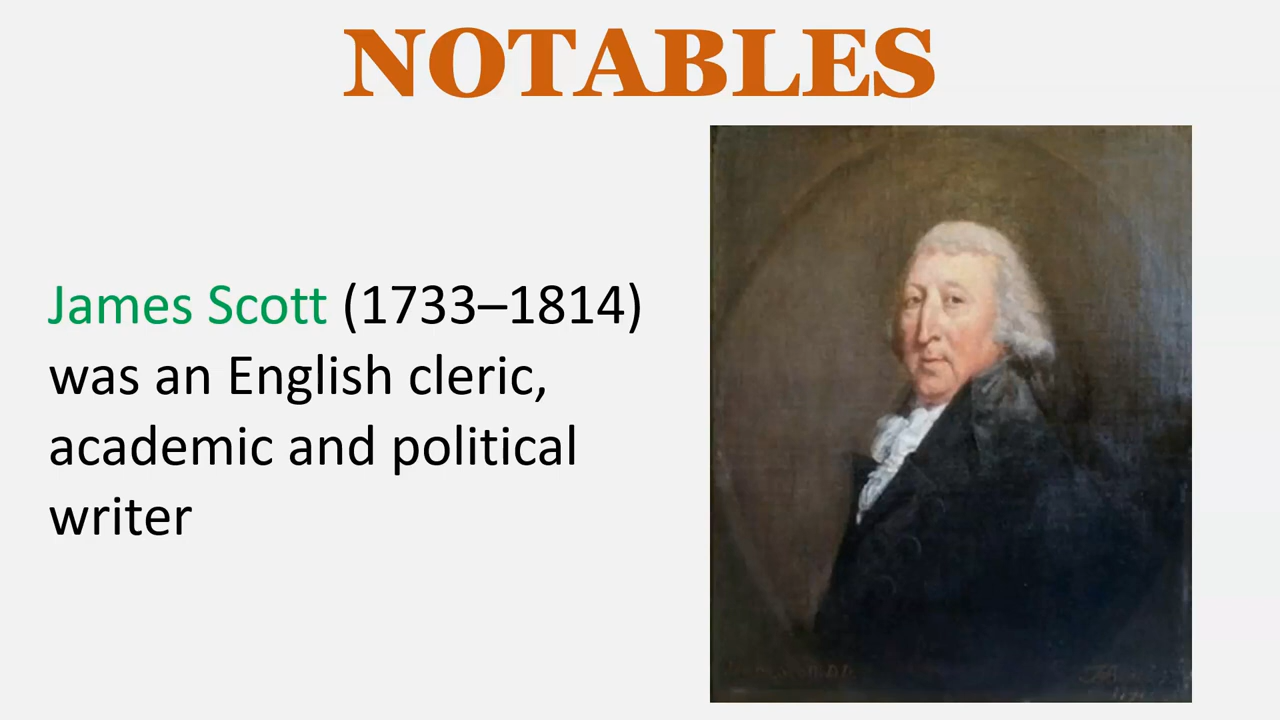 NOTABLES
James Scott (1733–1814)
was an English cleric,
academic and political
writer